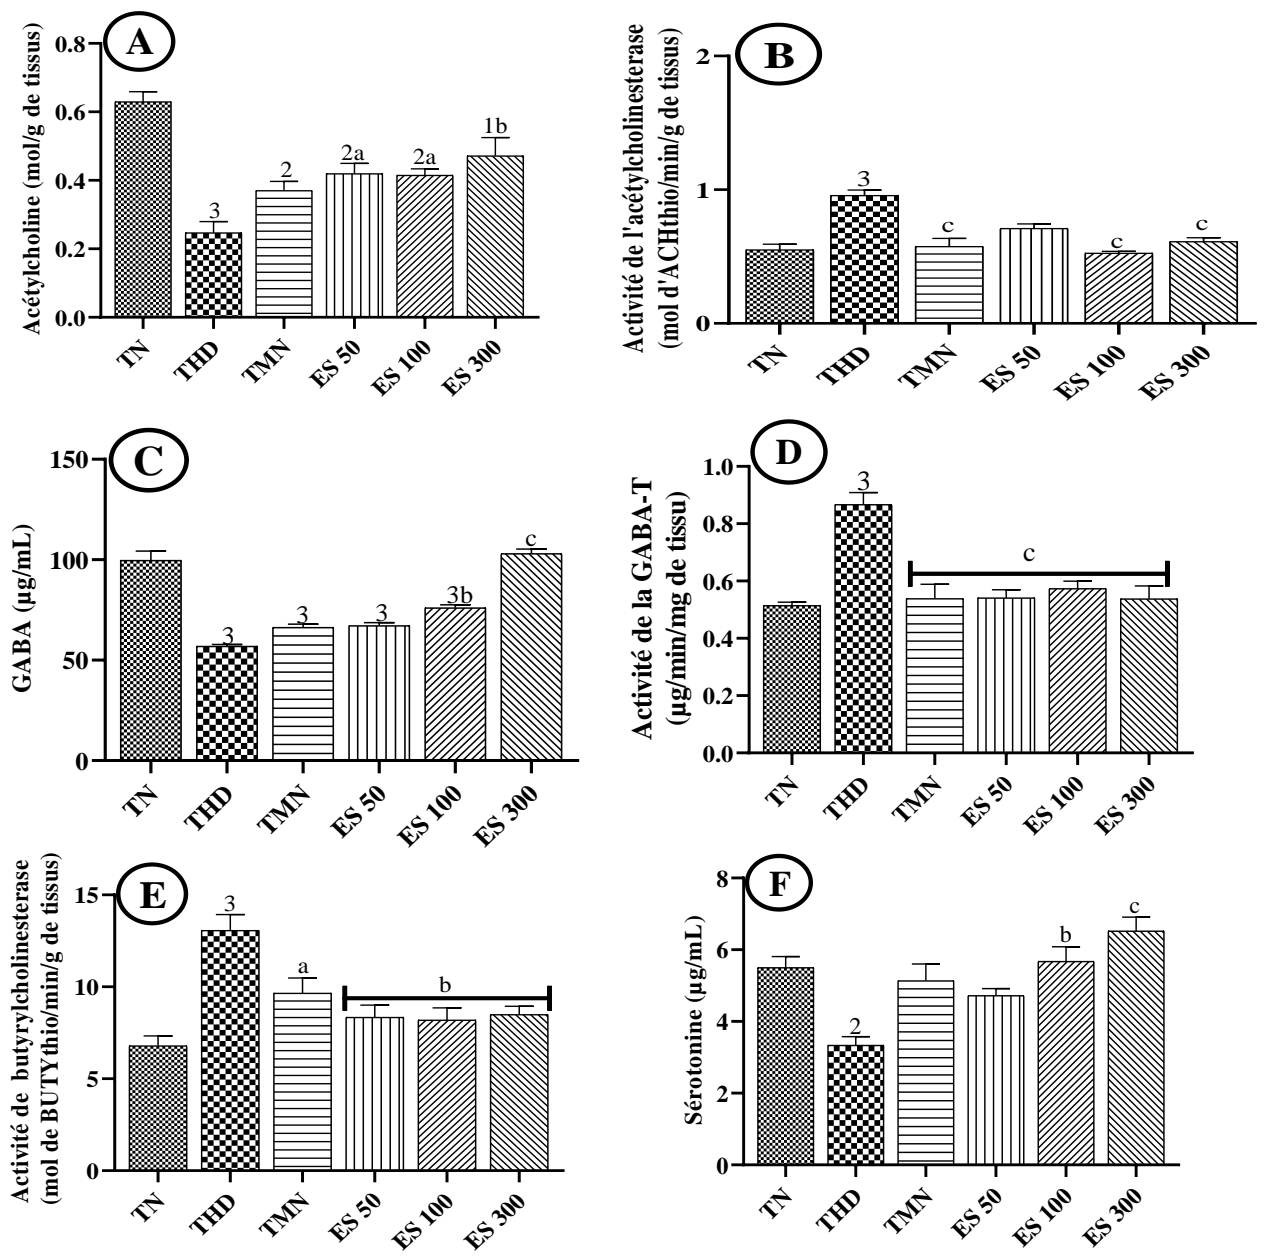 A
Acétylcholine (mol/g de tissus)
0.8
0.6
0.4
0.2
0.0
3
2
2a
2a
1b
TN
THD
TMN
ES 50
ES 100
ES 300
B
Activité de l'acétylcholinesterase
(mol d'ACHthio/min/g de tissus)
2
1
0
3
c
c
c
TN
THD
TMN
ES 50
ES 100
ES 300
C
GABA (µg/mL)
150
100
50
0
3
3
3
3b
c
TN
THD
TMN
ES 50
ES 100
ES 300
D
Activité de la GABA-T
(µg/min/mg de tissu)
1.0
0.8
0.6
0.4
0.2
0.0
3
c
TN
THD
TMN
ES 50
ES 100
ES 300
E
Activité de butyrylcholinesterase
(mol de BUTYthio/min/g de tissus)
15
10
5
0
3
a
b
TN
THD
TMN
ES 50
ES 100
ES 300
F
Sérotonine (µg/mL)
8
6
4
2
0
2
b
c
TN
THD
TMN
ES 50
ES 100
ES 300